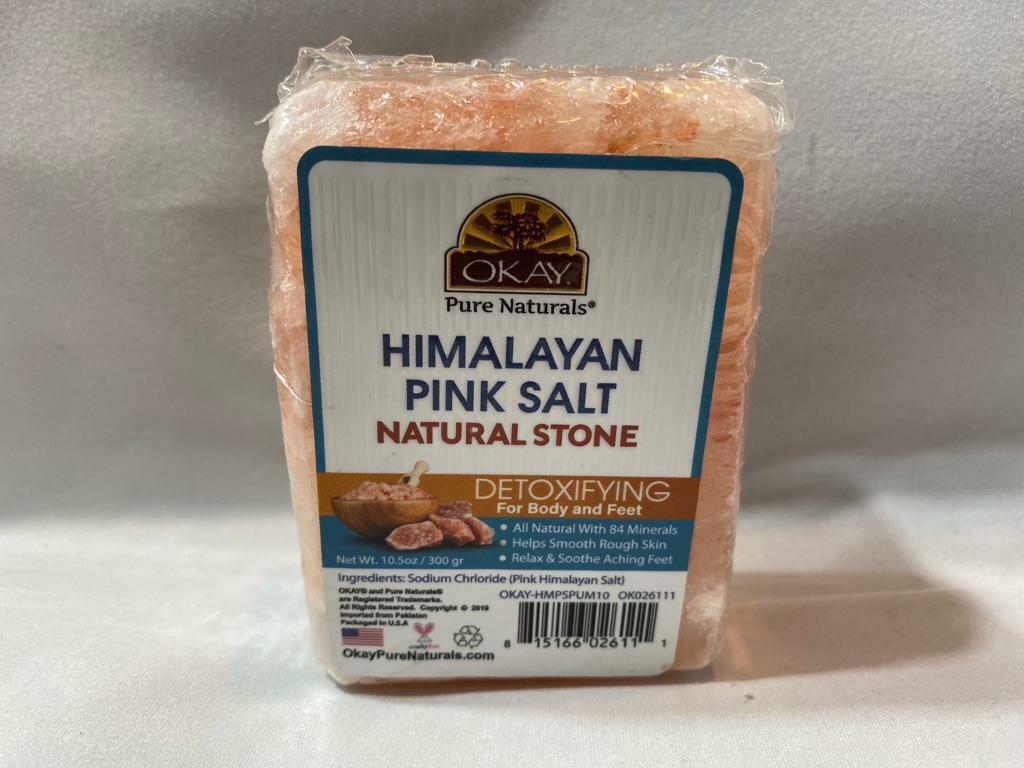 OKAY®
Pure Naturals®
HIMALAYAN
PINK SALT
NATURAL STONE
DETOXIFYING
For Body and Feet
• All Natural With 84 Minerals
• Helps Smooth Rough Skin
• Relax & Soothe Aching Feet
Net Wt. 10.5oz / 300 gr
Ingredients: Sodium Chrloride (Pink Himalayan Salt)
OKAY® and Pure Naturals®
are Registered Trademarks.
All Rights Reserved. Copyright © 2019
Imported from Pakistan
Packaged in U.S.A
crueltyfree
OkayPureNaturals.com
OKAY-HMPSPUM10 OK026111
8 15166 02611 1